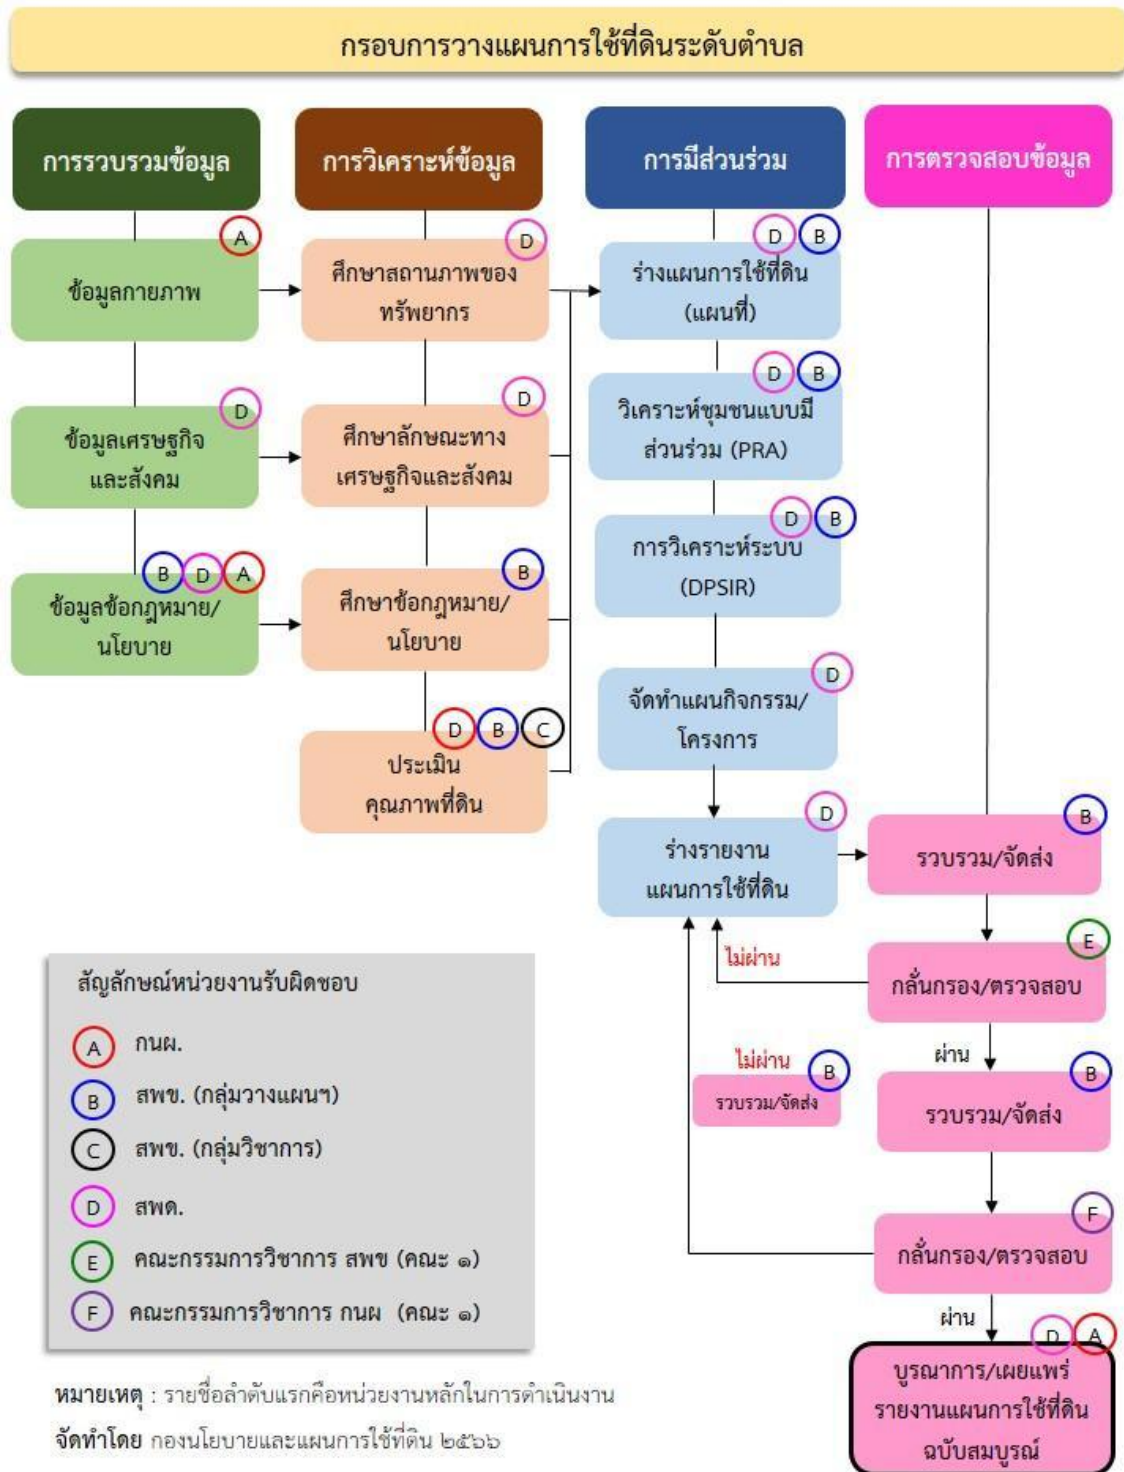 กรอบการวางแผนการใช้ที่ดินระดับตำบล
การรวบรวมข้อมูล
การวิเคราะห์ข้อมูล
การมีส่วนร่วม
การตรวจสอบข้อมูล
A
ข้อมูลกายภาพ
D
ข้อมูลเศรษฐกิจ
และสังคม
B D A
ข้อมูลข้อกฎหมาย/
นโยบาย
D
ศึกษาสถานภาพของ
ทรัพยากร
D
ศึกษาลักษณะทาง
เศรษฐกิจและสังคม
B
ศึกษาข้อกฎหมาย/
นโยบาย
D B C
ประเมิน
คุณภาพที่ดิน
D B
ร่างแผนการใช้ที่ดิน
(แผนที่)
D B
วิเคราะห์ชุมชนแบบมี
ส่วนร่วม (PRA)
D B
การวิเคราะห์ระบบ
(DPSIR)
D
จัดทำแผนกิจกรรม/
โครงการ
D
ร่างรายงาน
แผนการใช้ที่ดิน
B
รวบรวม/จัดส่ง
E
กลั่นกรอง/ตรวจสอบ
ไม่ผ่าน
ผ่าน
B
รวบรวม/จัดส่ง
ไม่ผ่าน
B
รวบรวม/จัดส่ง
F
กลั่นกรอง/ตรวจสอบ
ผ่าน
D A
บูรณาการ/เผยแพร่
รายงานแผนการใช้ที่ดิน
ฉบับสมบูรณ์
สัญลักษณ์หน่วยงานรับผิดชอบ
A กนผ.
B สพข. (กลุ่มวางแผนฯ)
C สพข. (กลุ่มวิชาการ)
D สพด.
E คณะกรรมการวิชาการ สพข (คณะ ๑)
F คณะกรรมการวิชาการ กนผ (คณะ ๑)
หมายเหตุ : รายชื่อลำดับแรกคือหน่วยงานหลักในการดำเนินงาน
จัดทำโดย กองนโยบายและแผนการใช้ที่ดิน ๒๕๖๖